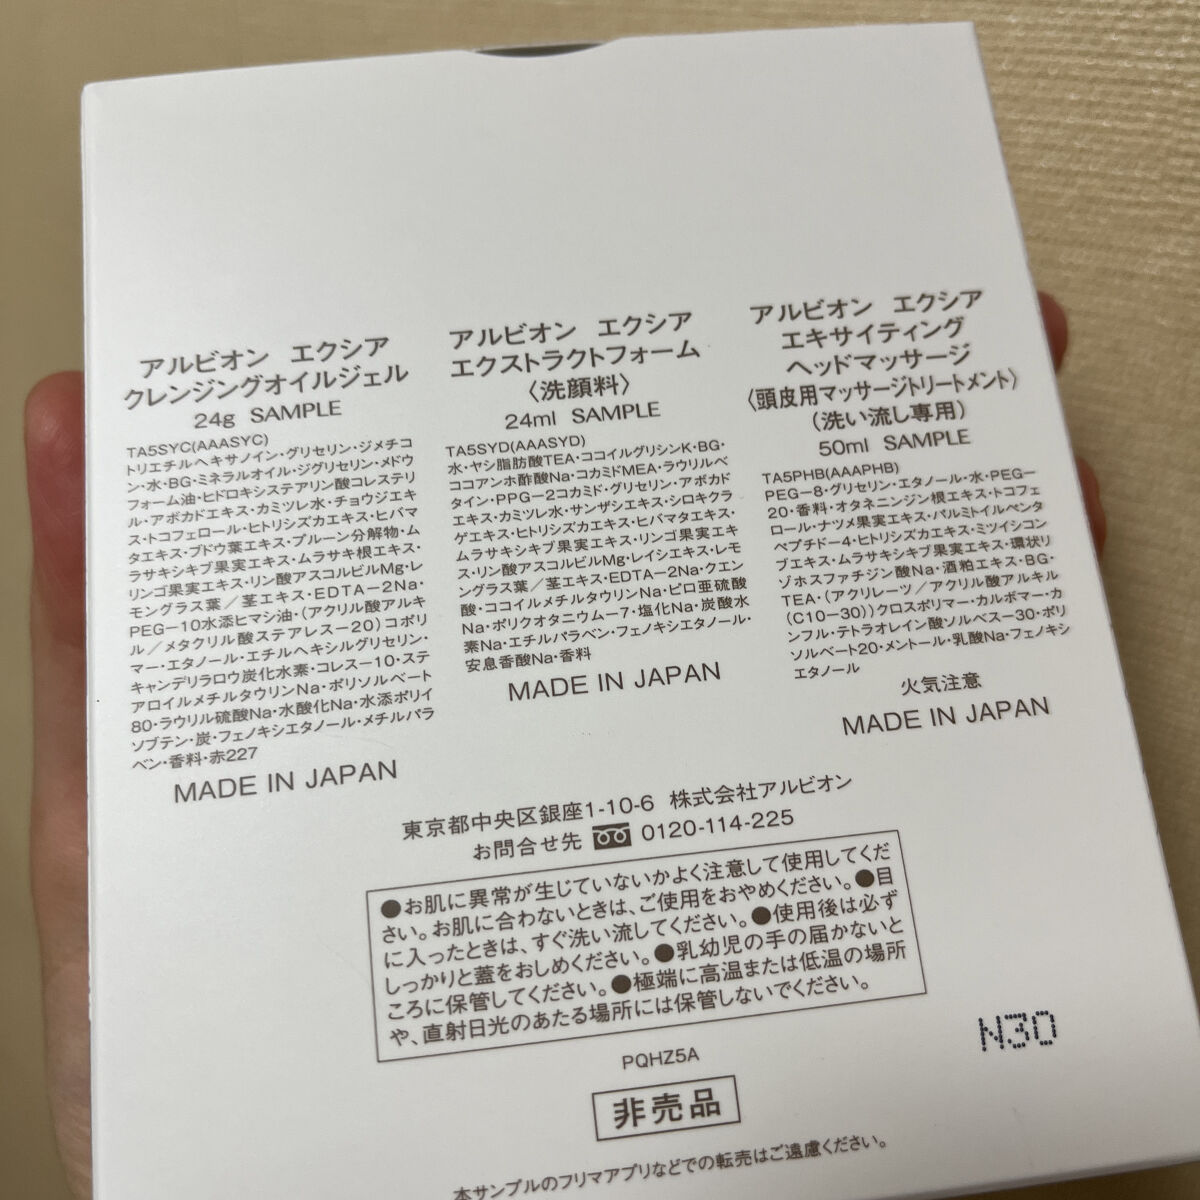 アルビオン エクシア
クレンジングオイルジェル
24g SAMPLE
TA5SYC(AAASYC)
トリエチルヘキサノイン・グリセリン・ジメチコ
ン・水・BG・ミネラルオイル・ジグリセリン・メドウ
フォーム油・ヒドロキシステアリン酸コレステリ
ル・アボカドエキス・カミツレ水・チョウジエキ
ス・トコフェロール・ヒトリシズカエキス・ヒバマ
タエキス・ブドウ葉エキス・プルーン分解物・ム
ラサキシキブ果実エキス・ムラサキ根エキス・
リンゴ果実エキス・リン酸アスコルビルMg・レ
モングラス葉/茎エキス・EDTA-2Na・
PEG-10水添ヒマシ油・(アクリル酸アルキ
ル/メタクリル酸ステアレス-20)コポリ
マー・エタノール・エチルヘキシルグリセリン・
キャンデリラロウ炭化水素・コレス-10・ステ
アロイルメチルタウリンNa・ポリソルベート
80・ラウリル硫酸Na・水酸化Na・水添ポリイ
ソブテン・炭・フェノキシエタノール・メチルパラ
ベン・香料・赤227
MADE IN JAPAN
アルビオン エクシア
エクストラクトフォーム
〈洗顔料〉
24ml SAMPLE
TA5SYD(AAASYD)
水・ヤシ脂肪酸TEA・ココイルグリシンK・BG・
ココアンホ酢酸Na・コカミドMEA・ラウリルベ
タイン・PPG-2コカミド・グリセリン・アボカド
エキス・カミツレ水・サンザシエキス・シロキクラ
ゲエキス・ヒトリシズカエキス・ヒバマタエキス・
ムラサキシキブ果実エキス・リンゴ果実エキ
ス・リン酸アスコルビルMg・レイシエキス・レモ
ングラス葉/茎エキス・EDTA-2Na・クエン
酸・ココイルメチルタウリンNa・ピロ亜硫酸
Na・ポリクオタニウム-7・塩化Na・炭酸水
素Na・エチルパラベン・フェノキシエタノール・
安息香酸Na・香料
MADE IN JAPAN
アルビオン エクシア
エキサイティング
ヘッドマッサージ
〈頭皮用マッサージトリートメント〉
(洗い流し専用)
50ml SAMPLE
TA5PHB(AAAPHB)
PEG-8・グリセリン・エタノール・水・PEG-
20・香料・オタネニンジン根エキス・トコフェ
ロール・ナツメ果実エキス・パルミトイルペンタ
ペプチド-4・ヒトリシズカエキス・ミツイシコン
ブエキス・ムラサキシキブ果実エキス・環状リ
ゾホスファチジン酸Na・酒粕エキス・BG・
TEA・(アクリレーツ/アクリル酸アルキル
(C10-30))クロスポリマー・カルボマー・カ
ンフル・テトラオレイン酸ソルベス-30・ポリ
ソルベート20・メントール・乳酸Na・フェノキシ
エタノール
火気注意
MADE IN JAPAN
東京都中央区銀座1-10-6 株式会社アルビオン
お問合せ先 0120-114-225
●お肌に異常が生じていないかよく注意して使用してくだ
さい。お肌に合わないときは、ご使用をおやめください。●目
に入ったときは、すぐ洗い流してください。●使用後は必ず
しっかりと蓋をおしめください。●乳幼児の手の届かないと
ころに保管してください。●極端に高温または低温の場所
や、直射日光のあたる場所には保管しないでください。
N30
PQHZ5A
非売品
本サンプルのフリマアプリなどでの転売はご遠慮ください。